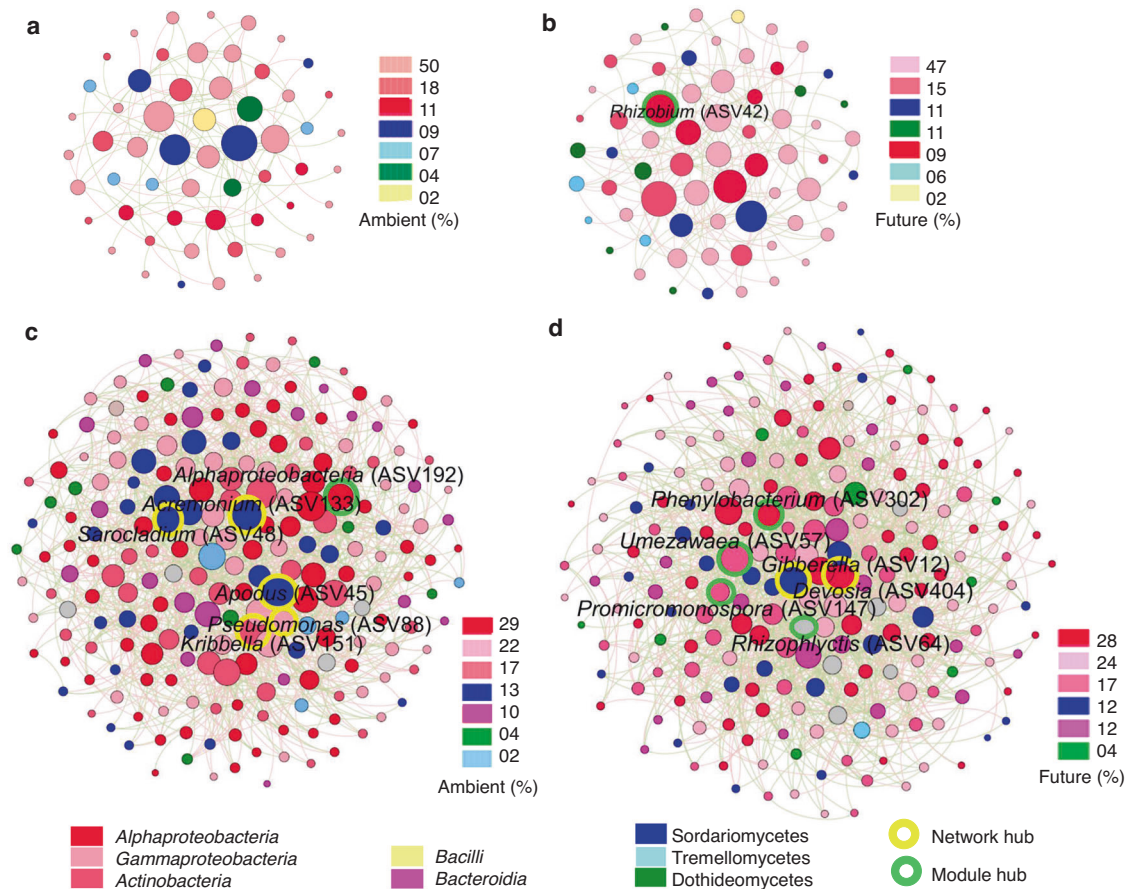 a
50
18
11
09
07
04
02
Ambient (%)
b
Rhizobium (ASV42)
47
15
11
11
09
06
02
Future (%)
c
Alphaproteobacteria (ASV192)
Acremonium (ASV133)
Sarocladium (ASV48)
Apodus (ASV45)
Pseudomonas (ASV88)
Kribbella (ASV151)
29
22
17
13
10
04
02
Ambient (%)
d
Phenylobacterium (ASV302)
Umezawaea (ASV57)
Gibberella (ASV12)
Devosia (ASV404)
Promicromonospora (ASV147)
Rhizophlyctis (ASV64)
28
24
17
12
12
04
Future (%)
Alphaproteobacteria
Gammaproteobacteria
Actinobacteria
Bacilli
Bacteroidia
Sordariomycetes
Tremellomycetes
Dothideomycetes
Network hub
Module hub